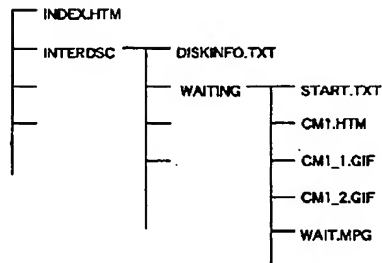 INDEX.HTM
INTERDSC DISKINFO.TXT
WAITING START.TXT
CM1.HTM
CM1_1.GIF
CM1_2.GIF
WAIT.MPG